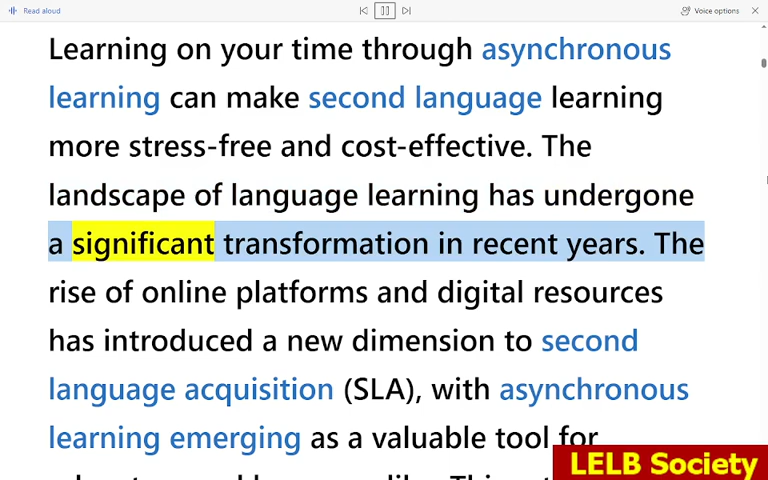 Read aloud
Voice options
Learning on your time through asynchronous
learning can make second language learning
more stress-free and cost-effective. The
landscape of language learning has undergone
a significant transformation in recent years. The
rise of online platforms and digital resources
has introduced a new dimension to second
language acquisition (SLA), with asynchronous
learning emerging as a valuable tool for
LELB Society